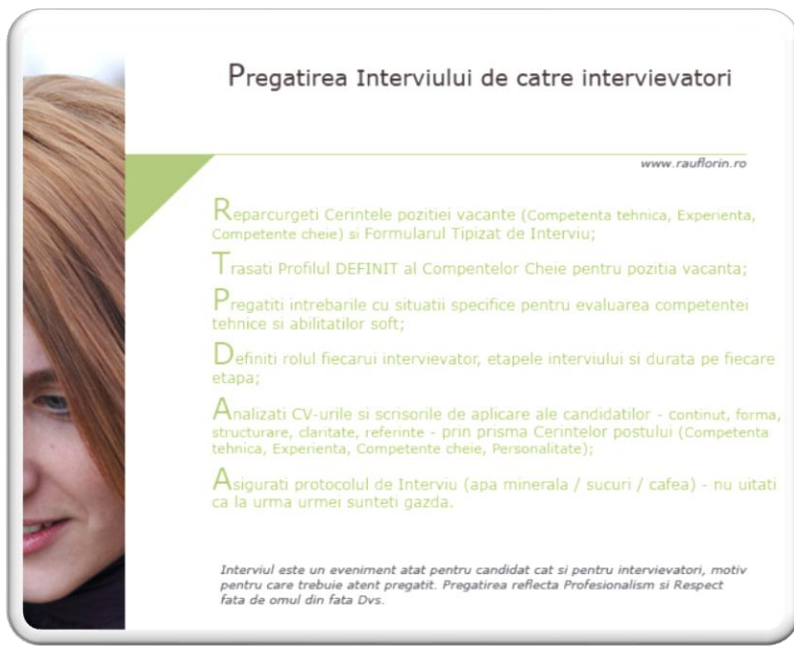 Pregatirea Interviului de catre intervievatori
www.rauflorin.ro
Reparcurgeti Cerintele pozitiei vacante (Competenta tehnica, Experienta,
Competente cheie) si Formularul Tipizat de Interviu;
Trasati Profilul DEFINIT al Compentelor Cheie pentru pozitia vacanta;
Pregatiti intrebarile cu situatii specifice pentru evaluarea competentei
tehnice si abilitatilor soft;
Definiti rolul fiecarui intervievator, etapele interviului si durata pe fiecare
etapa;
Analizati CV-urile si scrisorile de aplicare ale candidatilor - continut, forma,
structurare, claritate, referinte - prin prisma Cerintelor postului (Competenta
tehnica, Experienta, Competente cheie, Personalitate);
Asigurati protocolul de Interviu (apa minerala / sucuri / cafea) - nu uitati
ca la urma urmei sunteti gazda.
Interviul este un eveniment atat pentru candidat cat si pentru intervievatori, motiv
pentru care trebuie atent pregatit. Pregatirea reflecta Profesionalism si Respect
fata de omul din fata Dvs.